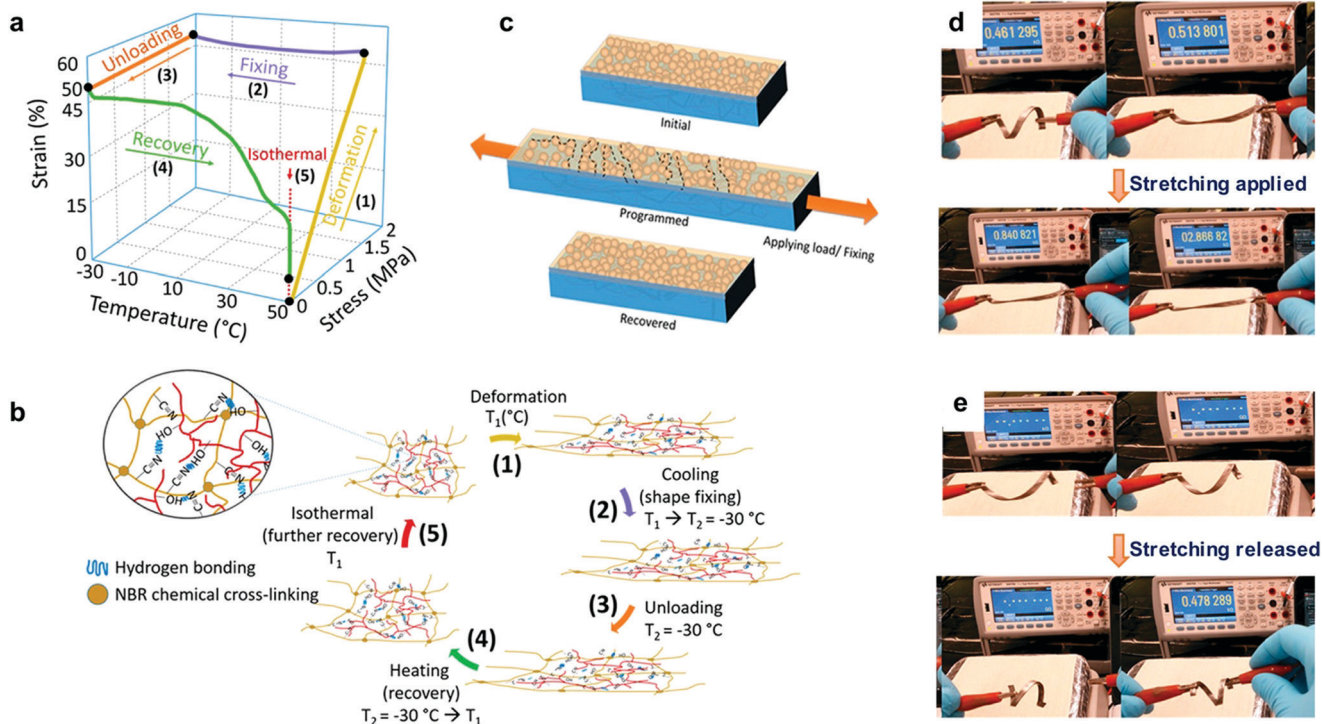 a
Strain (%)
60
50
45
30
15
0
Unloading
(3)
Fixing
(2)
Recovery
(4)
Isothermal
(5)
Deformation
(1)
-30
-10
10
30
50
Temperature (°C)
0
0.5
1
1.5
2
Stress (MPa)
b
C≡N
HO
Hydrogen bonding
NBR chemical cross-linking
Deformation
T₁(°C)
(1)
Cooling
(shape fixing)
T₁ → T₂ = -30 °C
(2)
(3)
Unloading
T₂ = -30 °C
(4)
Heating
(recovery)
T₂ = -30 °C → T₁
Isothermal
(further recovery)
T₁
(5)
c
Initial
Programmed
Applying load/ Fixing
Recovered
d
0.461 295
0.513 801
Stretching applied
0.840 821
02.866 82
e
Stretching released
0.478 289